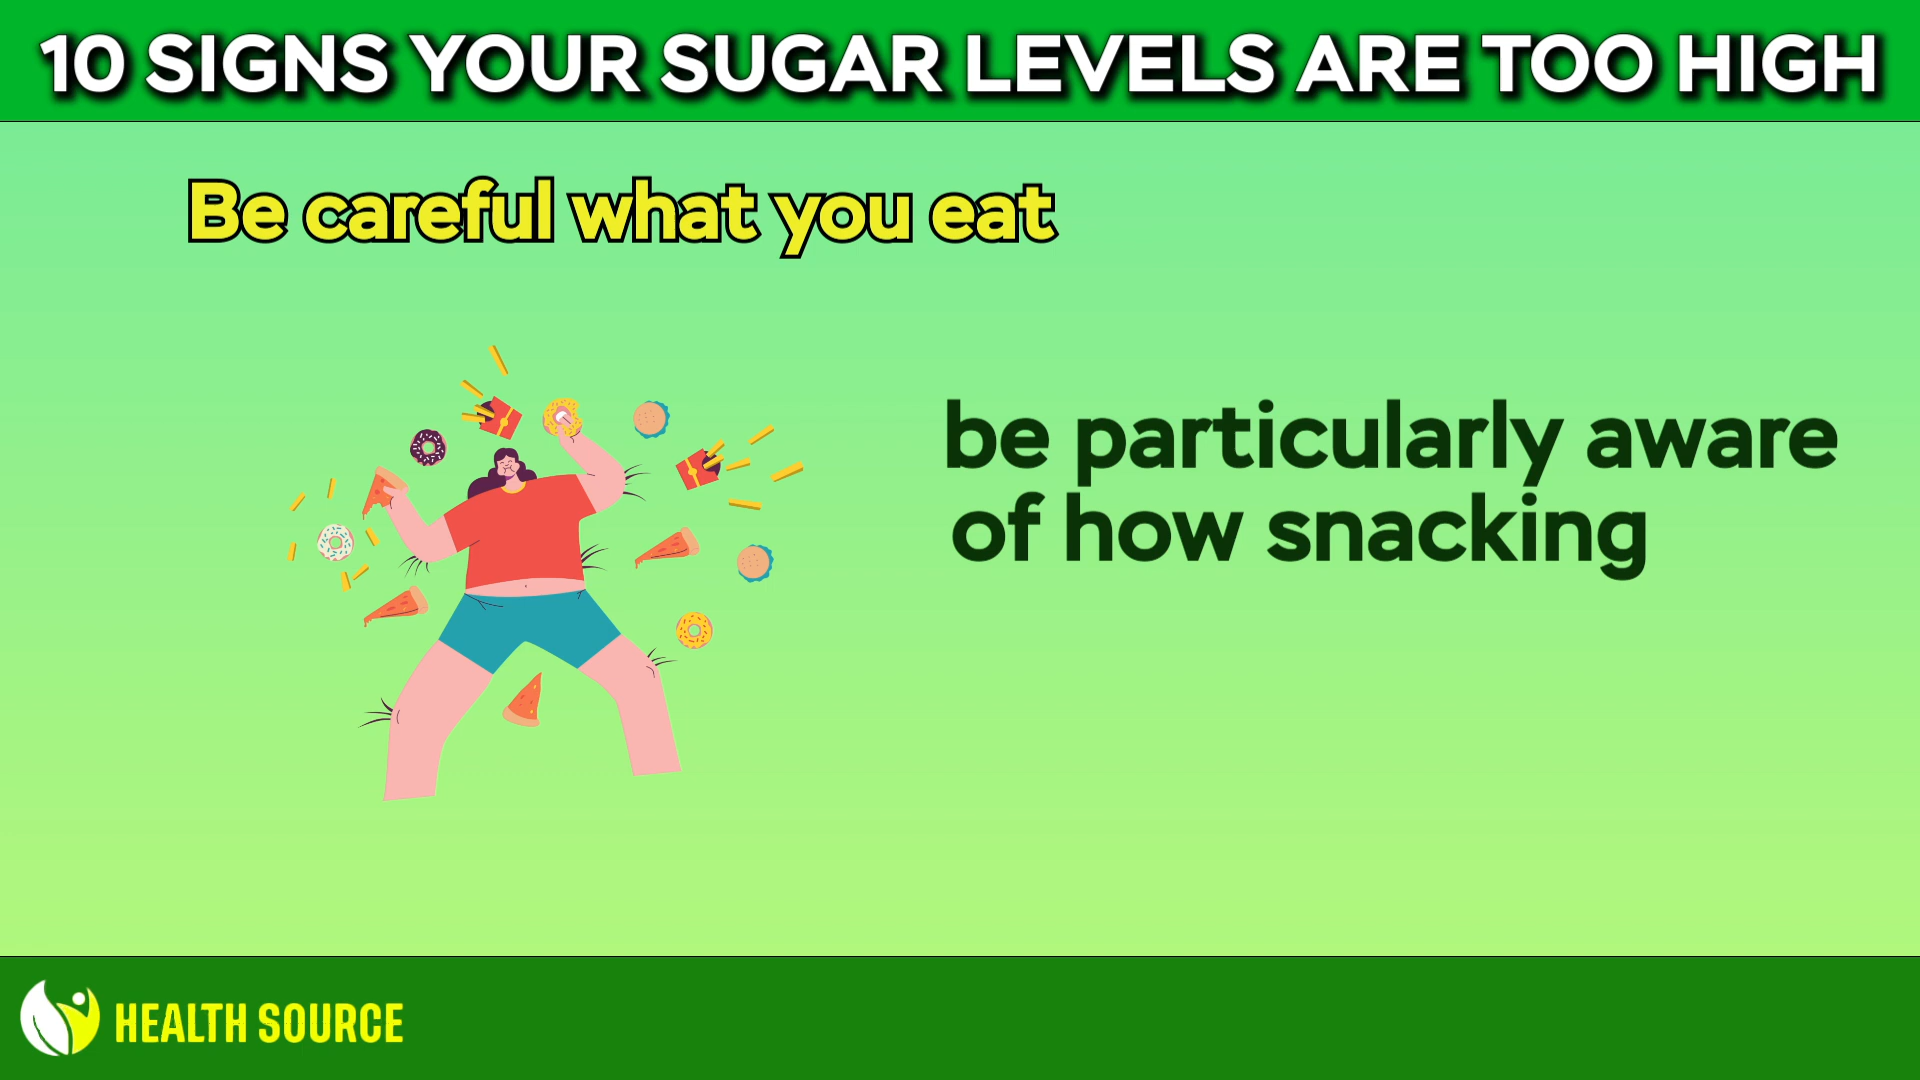 10 SIGNS YOUR SUGAR LEVELS ARE TOO HIGH
Be careful what you eat
be particularly aware
of how snacking
HEALTH SOURCE